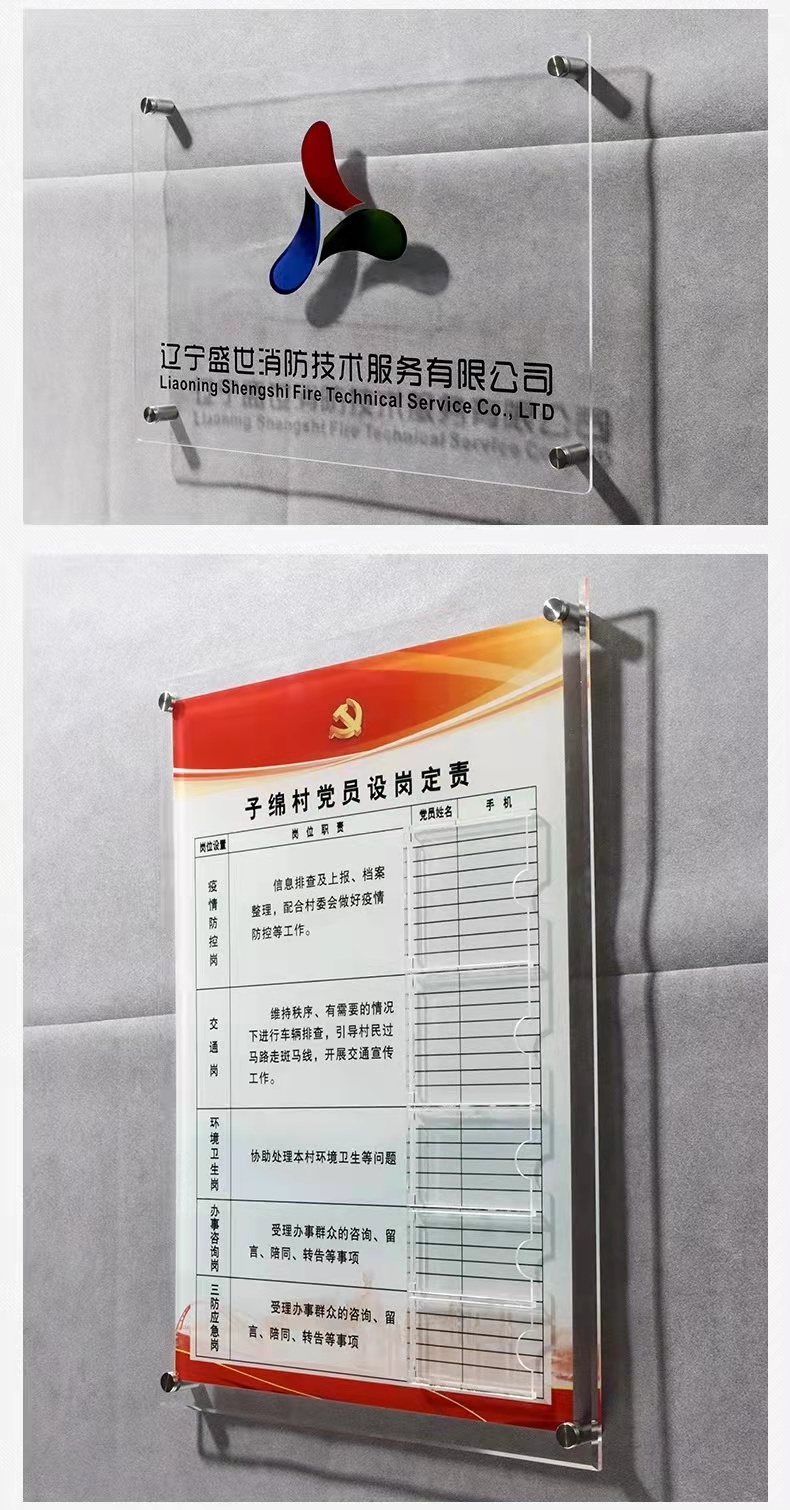 辽宁盛世消防技术服务有限公司
Liaoning Shengshi Fire Technical Service Co., LTD
子绵村党员设岗定责
岗位设置
岗位职责
党员姓名
手机
疫情防控岗
信息排查及上报、档案
整理，配合村委会做好疫情
防控等工作。
交通岗
维持秩序、有需要的情况
下进行车辆排查，引导村民过
马路走斑马线，开展交通宣传
工作。
环境卫生岗
协助处理本村环境卫生等问题
办事咨询岗
受理办事群众的咨询、留
言、陪同、转告等事项
三防应急岗
受理办事群众的咨询、留
言、陪同、转告等事项